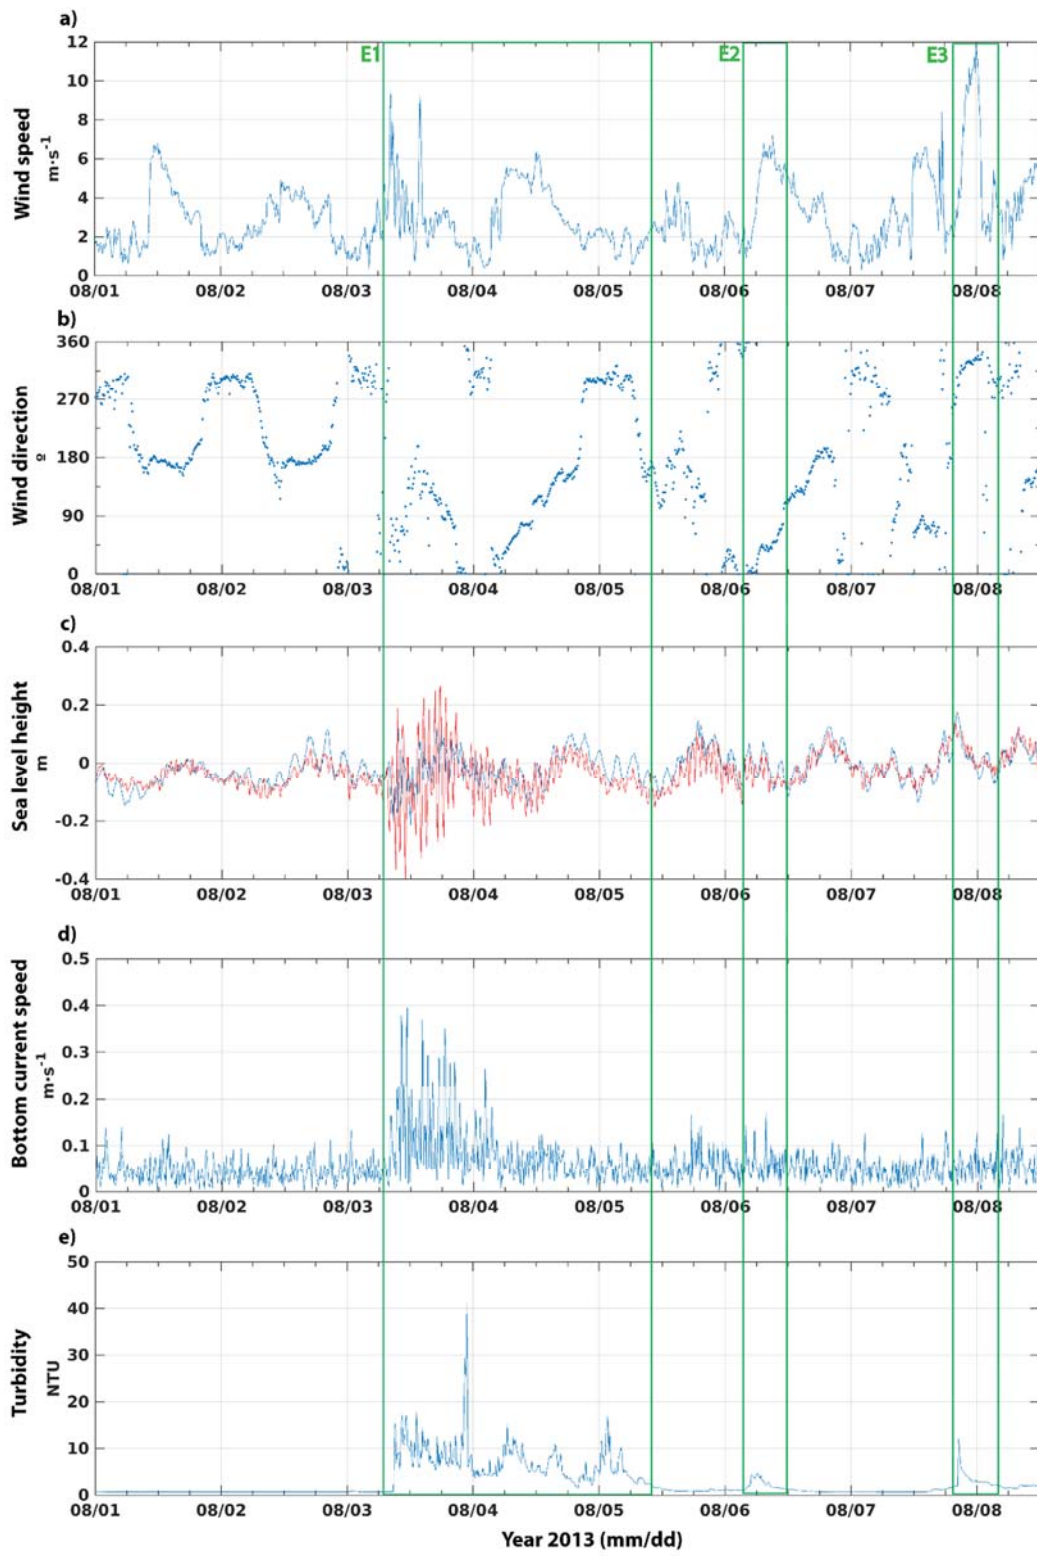 a)
Wind speed
m·s-1
12
10
8
6
4
2
0
E1
E2
E3
08/01 08/02 08/03 08/04 08/05 08/06 08/07 08/08
b)
Wind direction
º
360
270
180
90
0
08/01 08/02 08/03 08/04 08/05 08/06 08/07 08/08
c)
Sea level height
m
0.4
0.2
0
-0.2
-0.4
08/01 08/02 08/03 08/04 08/05 08/06 08/07 08/08
d)
Bottom current speed
m·s-1
0.5
0.4
0.3
0.2
0.1
0
08/01 08/02 08/03 08/04 08/05 08/06 08/07 08/08
e)
Turbidity
NTU
50
40
30
20
10
0
08/01 08/02 08/03 08/04 08/05 08/06 08/07 08/08
Year 2013 (mm/dd)